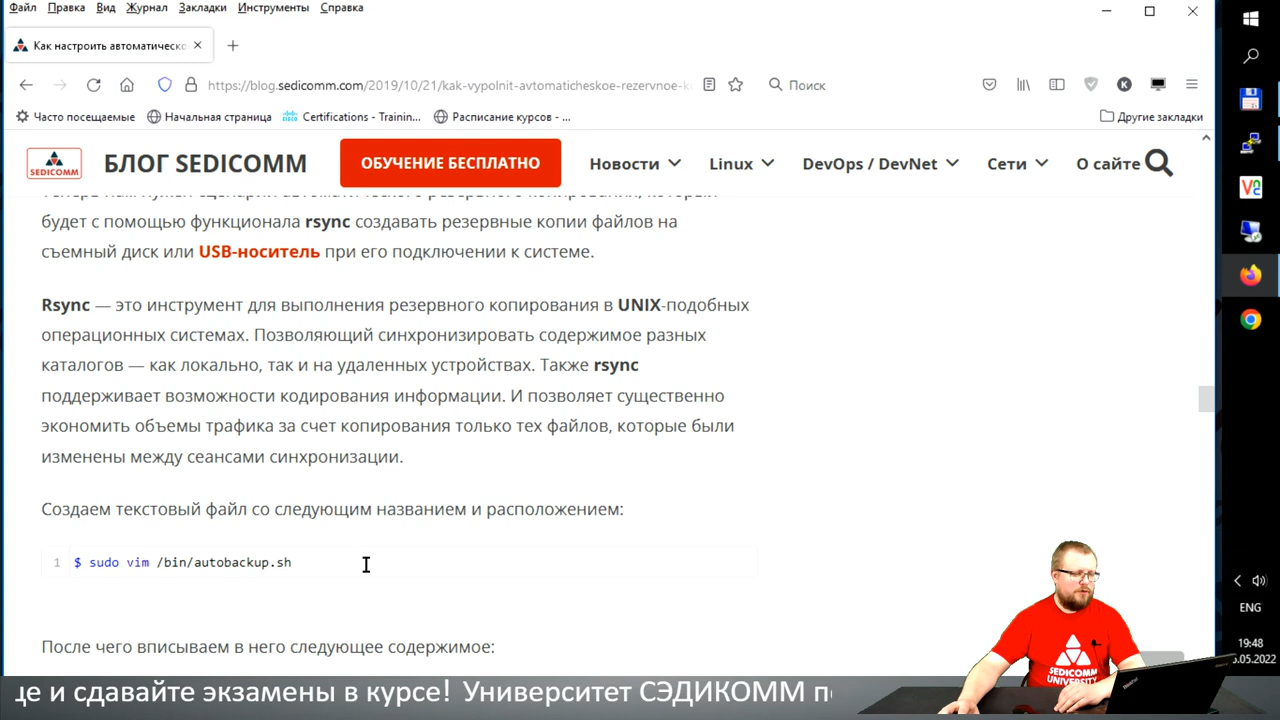 Файл Правка Вид Журнал Закладки Инструменты Справка
Как настроить автоматическо
https://blog.sedicomm.com/2019/10/21/kak-vypolnit-avtomaticheskoe-rezervnoe-k
Поиск
Часто посещаемые Начальная страница Certifications - Trainin... Расписание курсов - ... Другие закладки
SEDICOMM БЛОГ SEDICOMM ОБУЧЕНИЕ БЕСПЛАТНО Новости Linux DevOps / DevNet Сети О сайте
будет с помощью функционала rsync создавать резервные копии файлов на
съемный диск или USB-носитель при его подключении к системе.
Rsync — это инструмент для выполнения резервного копирования в UNIX-подобных
операционных системах. Позволяющий синхронизировать содержимое разных
каталогов — как локально, так и на удаленных устройствах. Также rsync
поддерживает возможности кодирования информации. И позволяет существенно
экономить объемы трафика за счет копирования только тех файлов, которые были
изменены между сеансами синхронизации.
Создаем текстовый файл со следующим названием и расположением:
1 $ sudo vim /bin/autobackup.sh
После чего вписываем в него следующее содержимое:
ENG
19:48
5.05.2022
SEDICOMM
UNIVERSITY
це и сдавайте экзамены в курсе! Университет СЭДИКОММ п